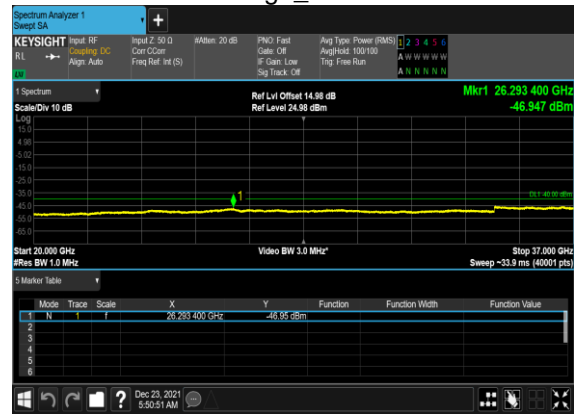 Spectrum Analyzer 1
Swept SA
KEYSIGHT Input: RF Input Z: 50 Ω #Atten: 20 dB PNO: Fast Avg Type: Power (RMS) 1 2 3 4 5 6
RL Coupling: DC Corr CCorr Gate: Off Avg|Hold: 100/100 A W W W W W
Align: Auto Freq Ref: Int (S) IF Gain: Low Trig: Free Run
Sig Track: Off A N N N N N
1 Spectrum Ref Lvl Offset 14.98 dB Mkr1 26.293 400 GHz
Scale/Div 10 dB Ref Level 24.98 dBm -46.947 dBm
Log
15.0
4.98
-5.02
-15.0
-25.0
-35.0 1 DL1 -40.00 dBm
-45.0
-55.0
-65.0
Start 20.000 GHz Video BW 3.0 MHz* Stop 37.000 GHz
#Res BW 1.0 MHz Sweep ~33.9 ms (40001 pts)
5 Marker Table
Mode Trace Scale X Y Function Function Width Function Value
1 N 1 f 26.293 400 GHz -46.95 dBm
2
3
4
5
6
? Dec 23, 2021
5:50:51 AM